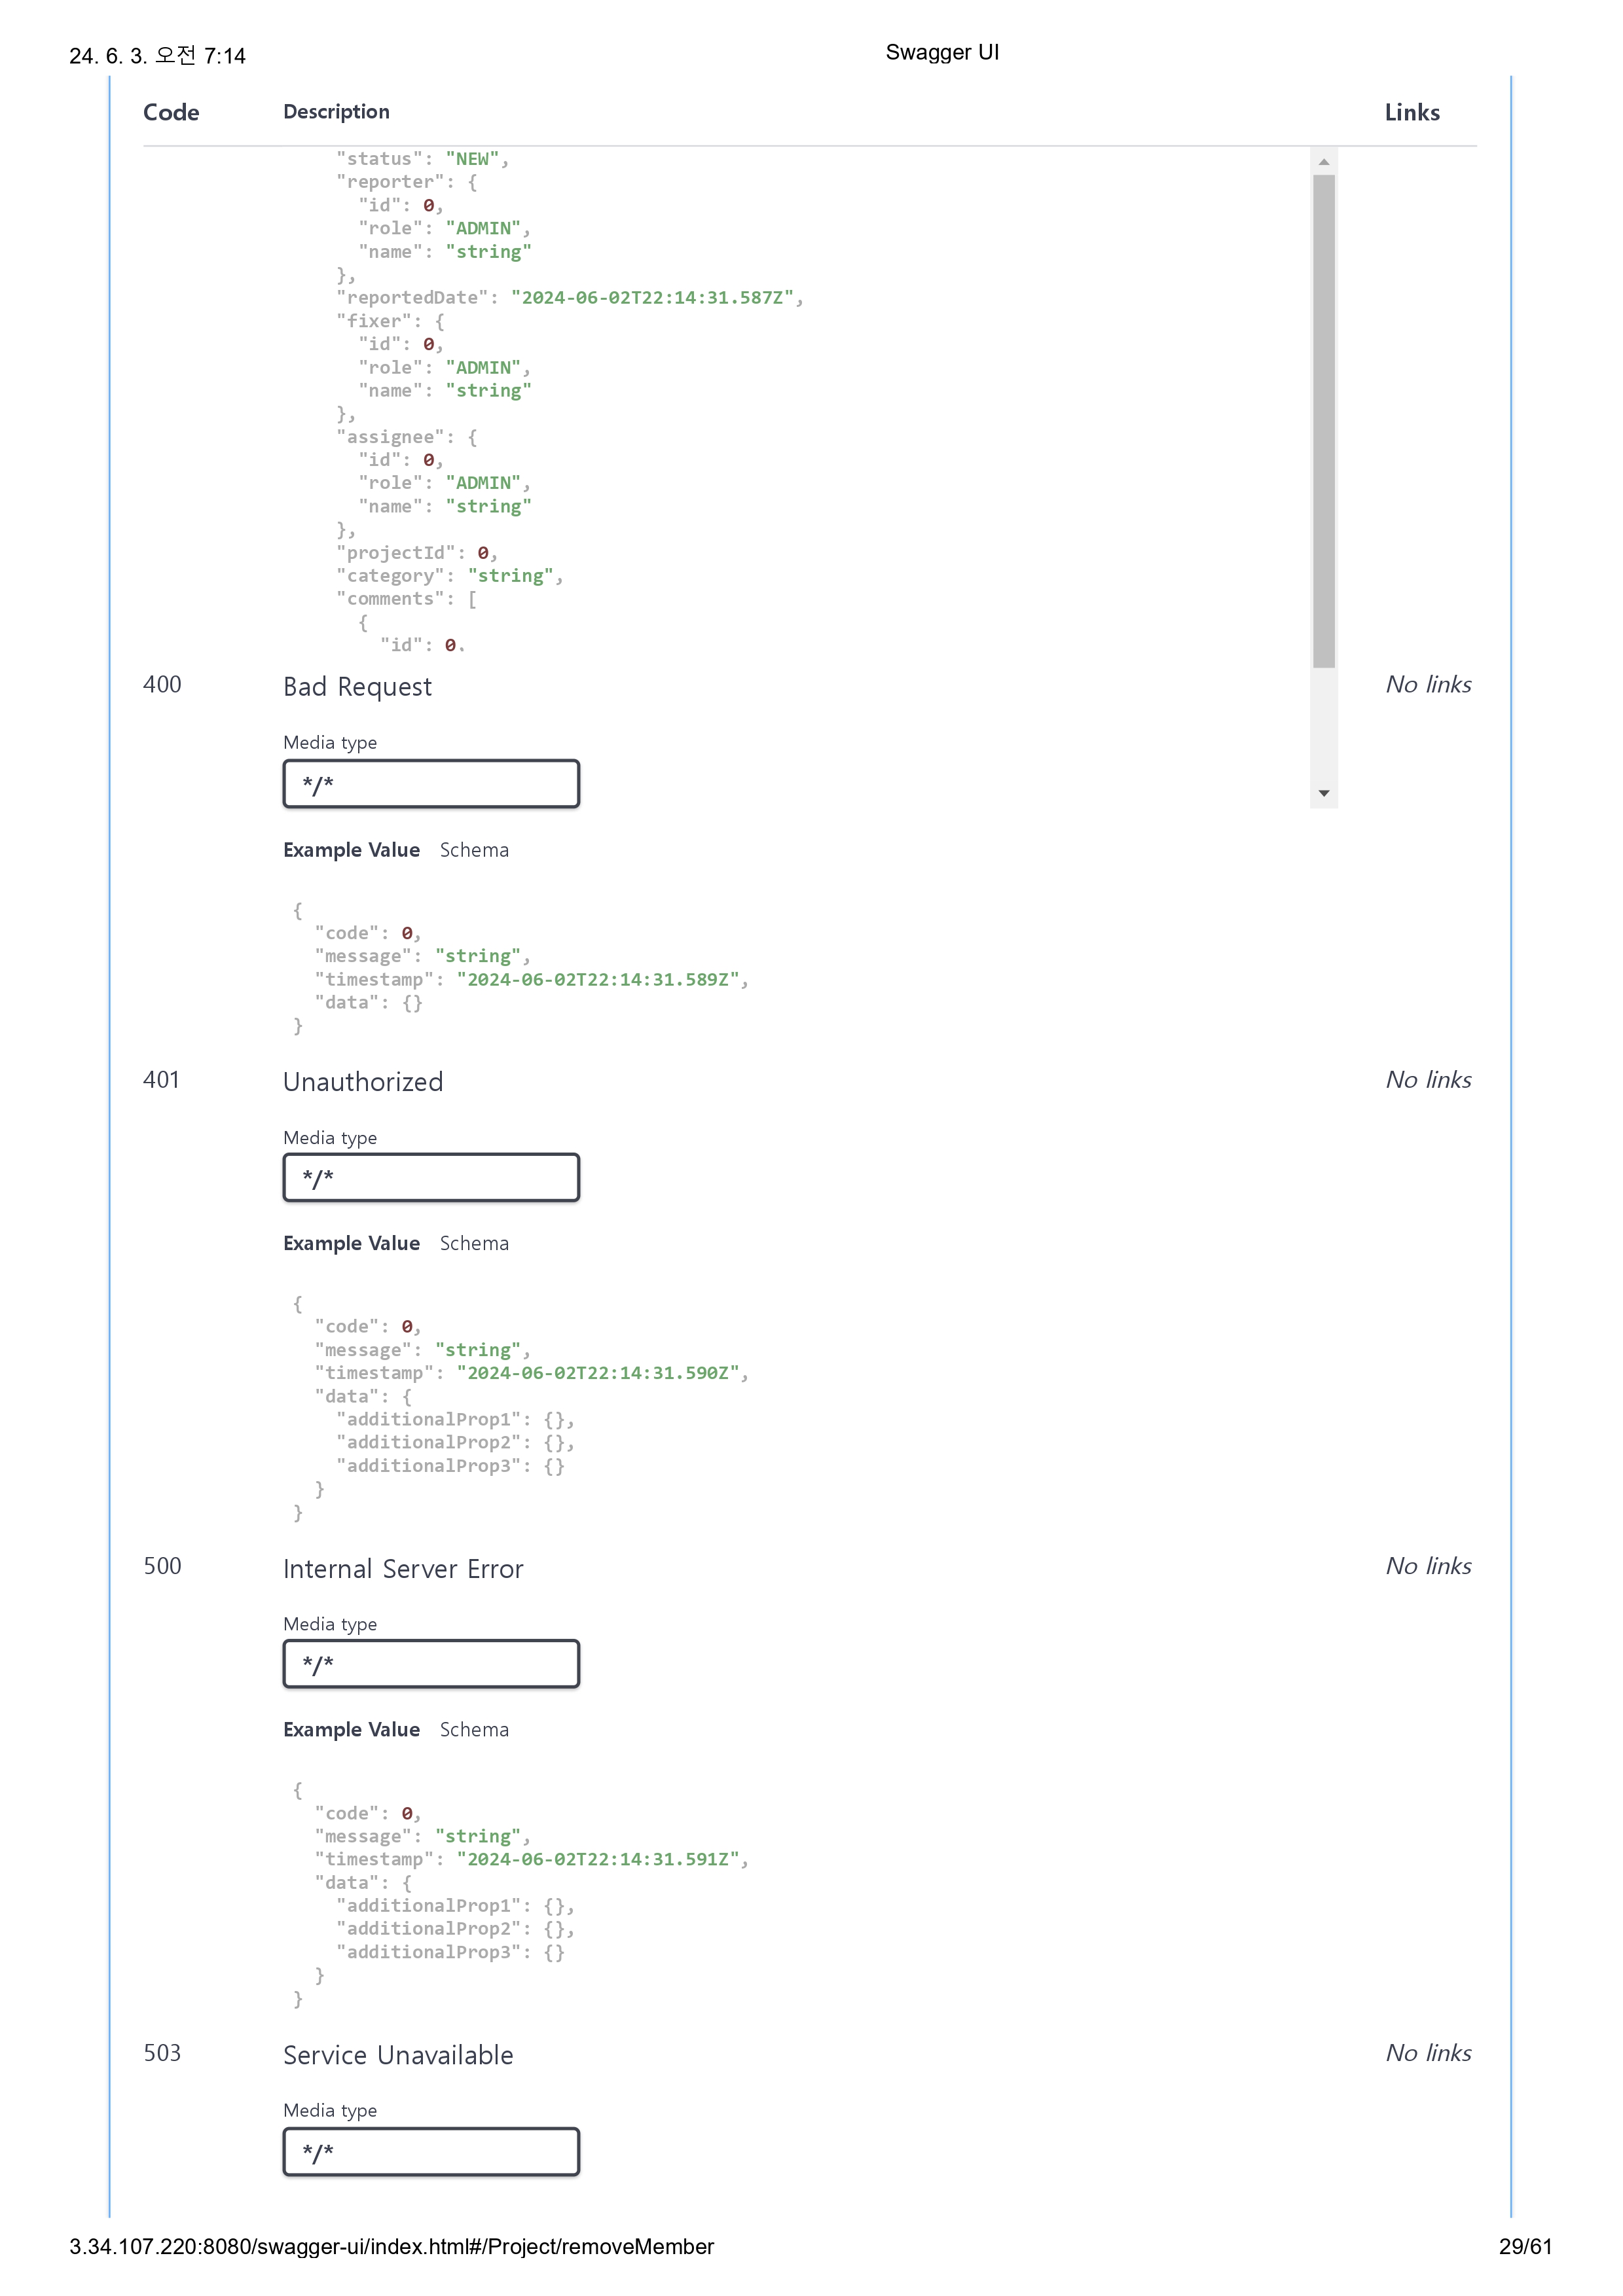 24. 6. 3. 오전 7:14 Swagger UI
Code Description Links
"status": "NEW",
"reporter": {
"id": 0,
"role": "ADMIN",
"name": "string"
},
"reportedDate": "2024-06-02T22:14:31.587Z",
"fixer": {
"id": 0,
"role": "ADMIN",
"name": "string"
},
"assignee": {
"id": 0,
"role": "ADMIN",
"name": "string"
},
"projectId": 0,
"category": "string",
"comments": [
{
"id": 0,
400 Bad Request No links
Media type
*/*
Example Value Schema
{
"code": 0,
"message": "string",
"timestamp": "2024-06-02T22:14:31.589Z",
"data": {}
}
401 Unauthorized No links
Media type
*/*
Example Value Schema
{
"code": 0,
"message": "string",
"timestamp": "2024-06-02T22:14:31.590Z",
"data": {
"additionalProp1": {},
"additionalProp2": {},
"additionalProp3": {}
}
}
500 Internal Server Error No links
Media type
*/*
Example Value Schema
{
"code": 0,
"message": "string",
"timestamp": "2024-06-02T22:14:31.591Z",
"data": {
"additionalProp1": {},
"additionalProp2": {},
"additionalProp3": {}
}
}
503 Service Unavailable No links
Media type
*/*
3.34.107.220:8080/swagger-ui/index.html#/Project/removeMember 29/61